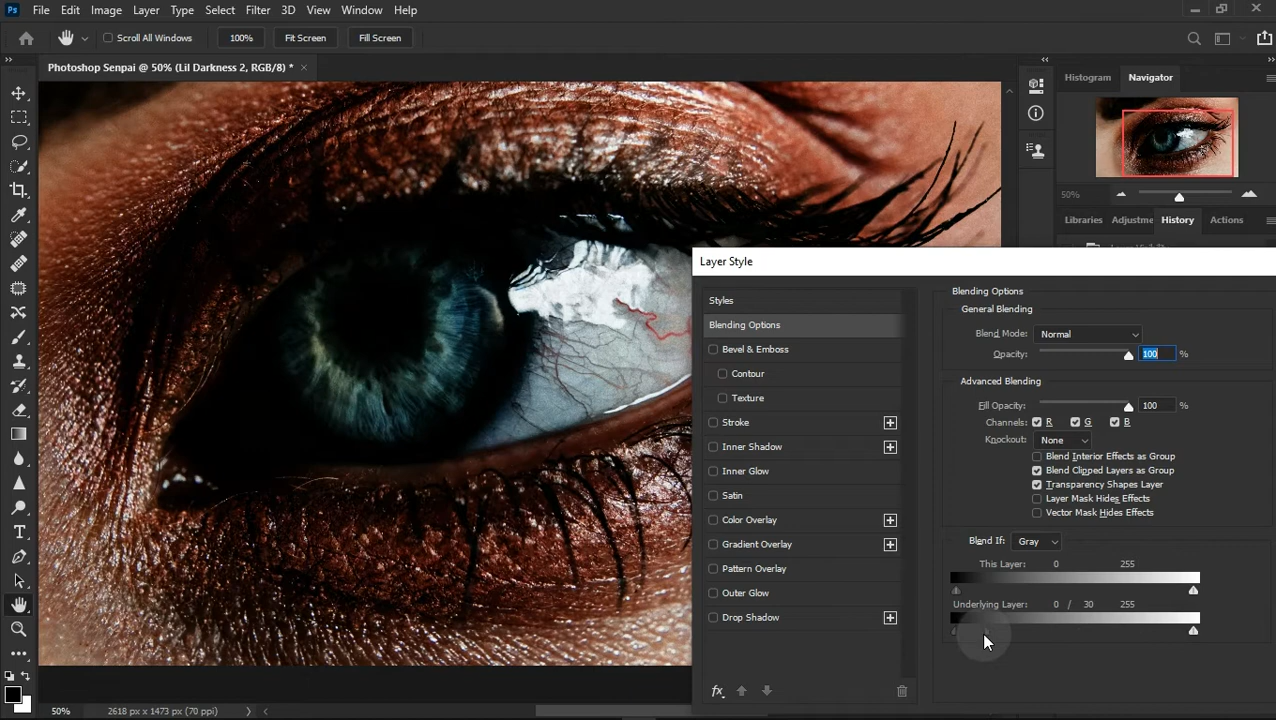 Ps File Edit Image Layer Type Select Filter 3D View Window Help
Scroll All Windows 100% Fit Screen Fill Screen
Photoshop Senpai @ 50% (Lil Darkness 2, RGB/8) * ×
Histogram Navigator
50%
Libraries Adjustme History Actions
Layer Style
Styles
Blending Options
Bevel & Emboss
Contour
Texture
Stroke
Inner Shadow
Inner Glow
Satin
Color Overlay
Gradient Overlay
Pattern Overlay
Outer Glow
Drop Shadow
fx
Blending Options
General Blending
Blend Mode: Normal
Opacity: 100 %
Advanced Blending
Fill Opacity: 100 %
Channels: R G B
Knockout: None
Blend Interior Effects as Group
Blend Clipped Layers as Group
Transparency Shapes Layer
Layer Mask Hides Effects
Vector Mask Hides Effects
Blend If: Gray
This Layer: 0 255
Underlying Layer: 0 / 30 255
50% 2618 px x 1473 px (70 ppi)